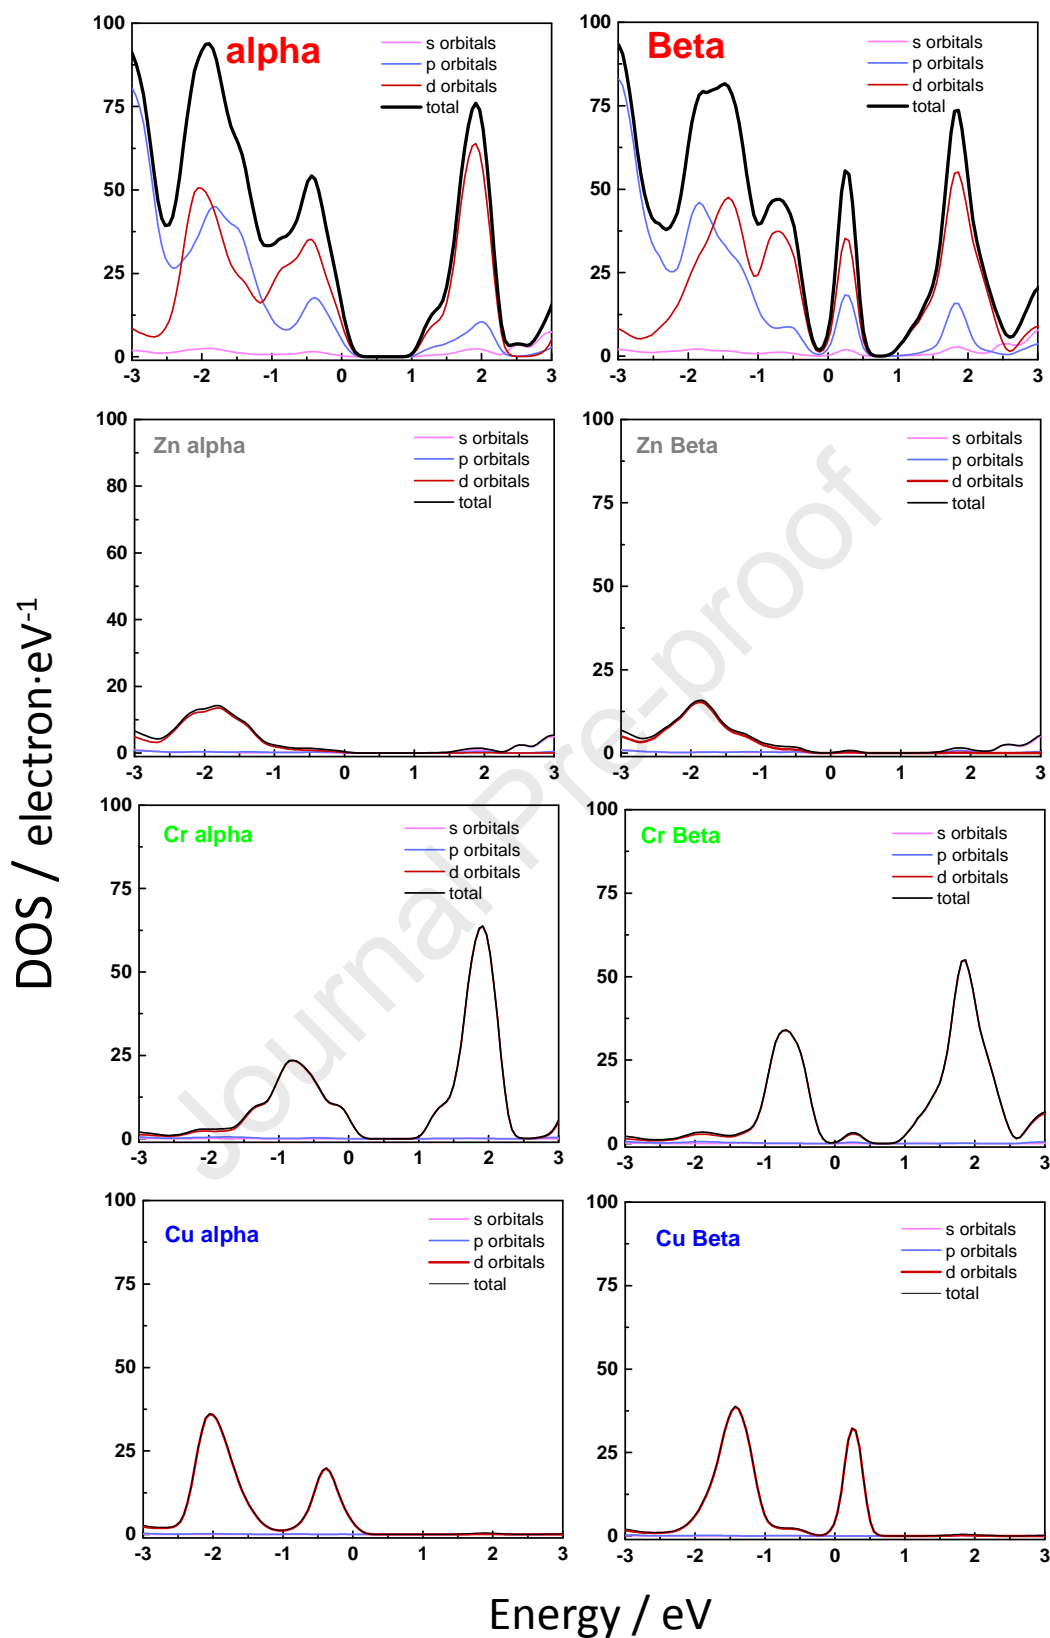 alpha
s orbitals
p orbitals
d orbitals
total
100
75
50
25
0
-3 -2 -1 0 1 2 3
Beta
s orbitals
p orbitals
d orbitals
total
100
75
50
25
0
-3 -2 -1 0 1 2 3
Zn alpha
s orbitals
p orbitals
d orbitals
total
100
80
60
40
20
0
-3 -2 -1 0 1 2 3
Zn Beta
s orbitals
p orbitals
d orbitals
total
100
75
50
25
0
-3 -2 -1 0 1 2 3
Cr alpha
s orbitals
p orbitals
d orbitals
total
100
75
50
25
0
-3 -2 -1 0 1 2 3
Cr Beta
s orbitals
p orbitals
d orbitals
total
100
75
50
25
0
-3 -2 -1 0 1 2 3
Cu alpha
s orbitals
p orbitals
d orbitals
total
100
75
50
25
0
-3 -2 -1 0 1 2 3
Cu Beta
s orbitals
p orbitals
d orbitals
total
100
75
50
25
0
-3 -2 -1 0 1 2 3
DOS / electron·eV⁻¹
Energy / eV
Journal Pre-proof